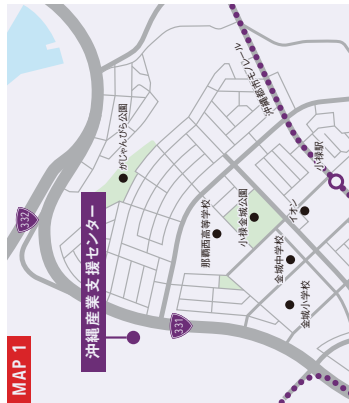 MAP 1
332
沖縄産業支援センター
331
がじゃんびら公園
那覇西高等学校
小禄金城公園
金城中学校
イオン
金城小学校
沖縄都市モノレール
小禄駅